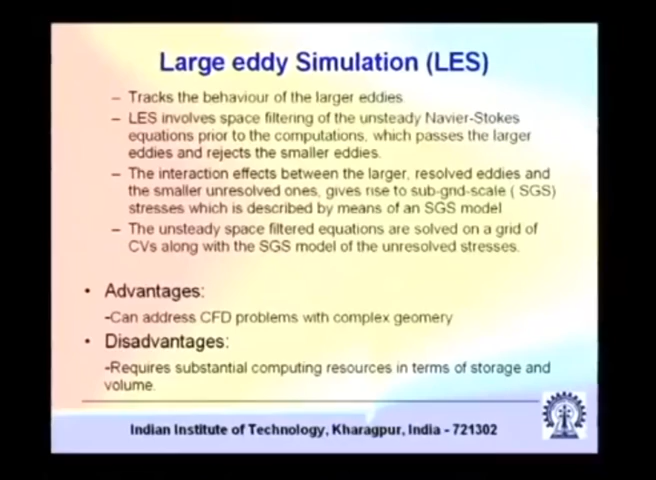 Large eddy Simulation (LES)
– Tracks the behaviour of the larger eddies
– LES involves space filtering of the unsteady Navier-Stokes
equations prior to the computations, which passes the larger
eddies and rejects the smaller eddies.
– The interaction effects between the larger, resolved eddies and
the smaller unresolved ones, gives rise to sub-grid-scale ( SGS)
stresses which is described by means of an SGS model
– The unsteady space filtered equations are solved on a grid of
CVs along with the SGS model of the unresolved stresses.
• Advantages:
-Can address CFD problems with complex geomery
• Disadvantages:
-Requires substantial computing resources in terms of storage and
volume.
Indian Institute of Technology, Kharagpur, India - 721302